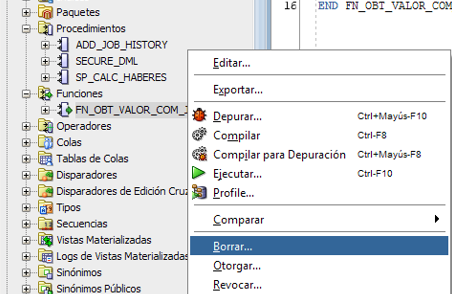 Paquetes
Procedimientos
ADD_JOB_HISTORY
SECURE_DML
SP_CALC_HABERES
Funciones
FN_OBT_VALOR_COM_
Operadores
Colas
Tablas de Colas
Disparadores
Disparadores de Edición Cruz
Tipos
Secuencias
Vistas Materializadas
Logs de Vistas Materializadas
Sinónimos
Sinónimos Públicos
16 END FN_OBT_VALOR_COM
Editar...
Exportar...
Depurar... Ctrl+Mayús-F10
Compilar Ctrl-F8
Compilar para Depuración Ctrl+Mayús-F8
Ejecutar... Ctrl-F10
Profile...
Comparar
Borrar...
Otorgar...
Revocar...